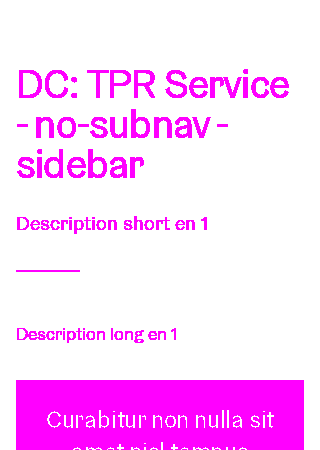 DC: TPR Service
- no-subnav -
sidebar
Description short en 1
Description long en 1
Curabitur non nulla sit
amet nisl tempus